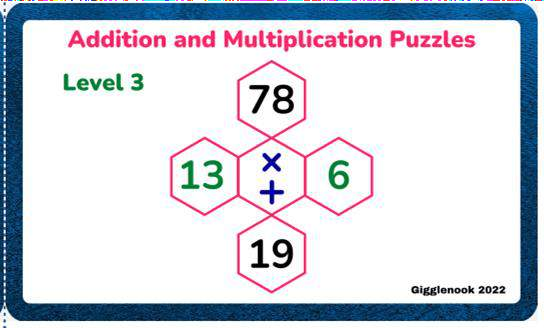 Addition and Multiplication Puzzles
Level 3
78
13 × 6
+
19
Gigglenook 2022